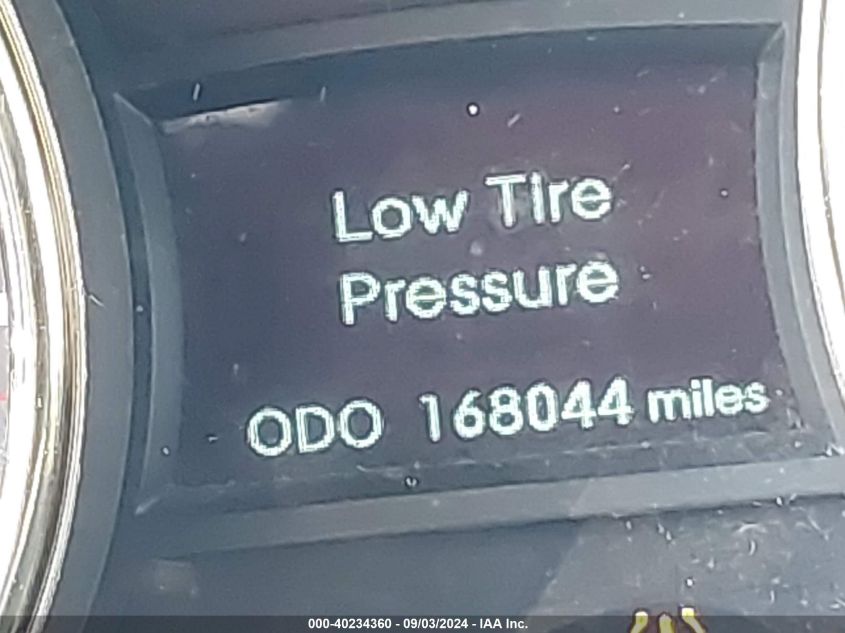 Low Tire
Pressure
ODO 168044 miles
000-40234360 - 09/03/2024 - IAA Inc.